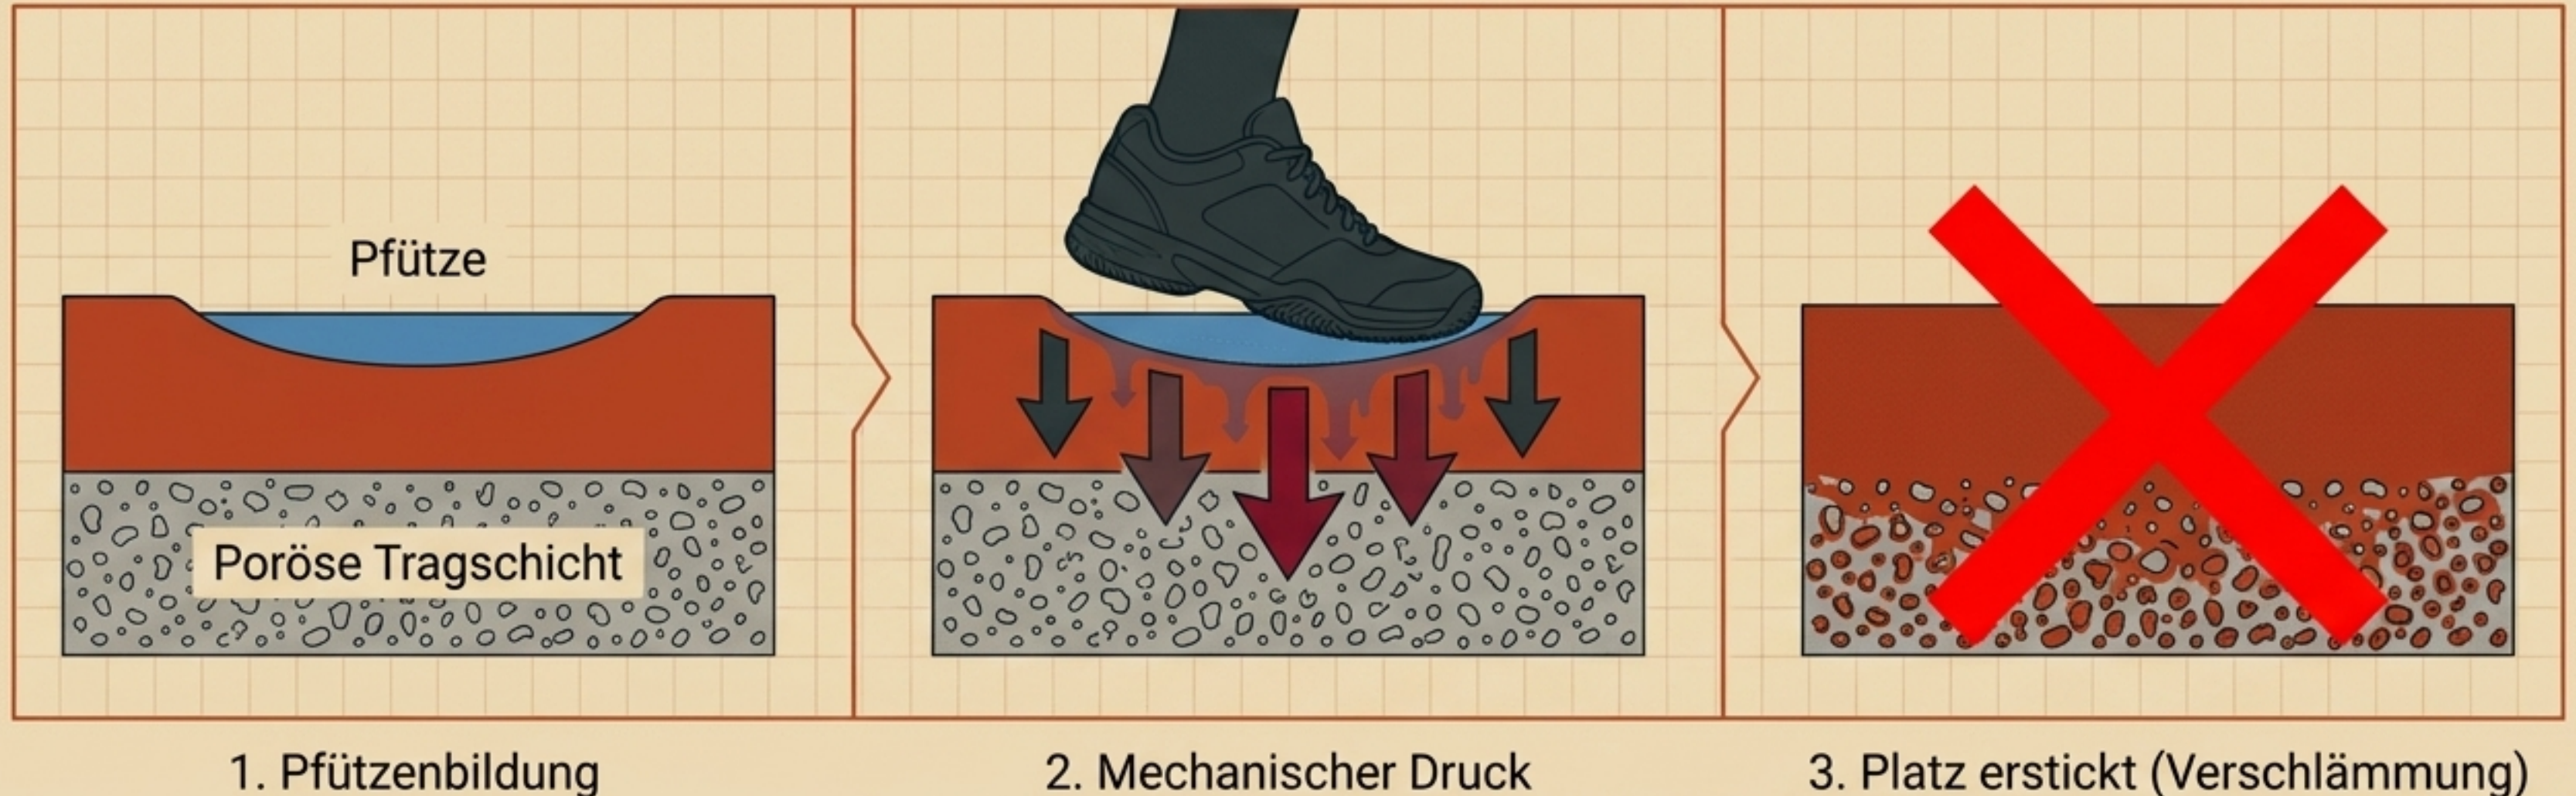 Pfütze
Poröse Tragschicht
1. Pfützenbildung
2. Mechanischer Druck
3. Platz erstickt (Verschlämmung)